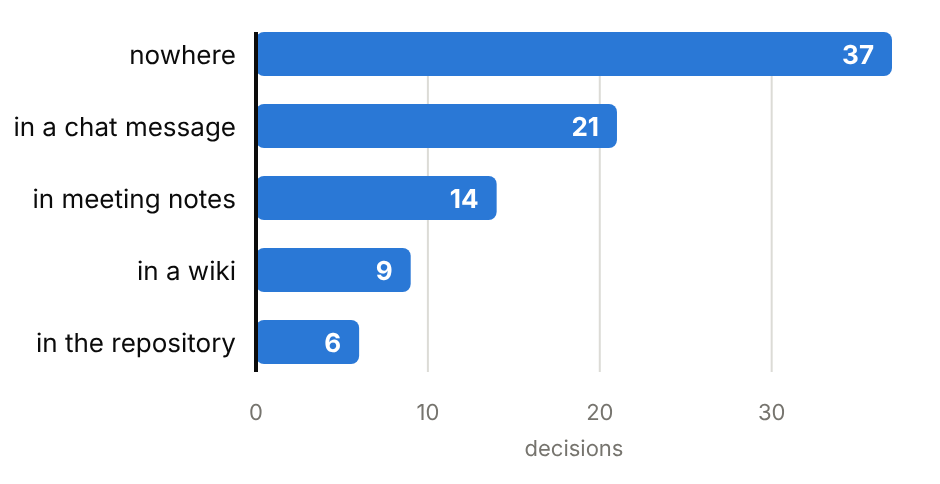 nowhere 37
in a chat message 21
in meeting notes 14
in a wiki 9
in the repository 6
0 10 20 30
decisions